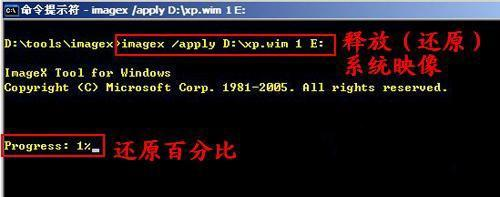 命令提示符 - imagex /apply D:\xp.wim 1 E:
D:\tools\imagex>imagex /apply D:\xp.wim 1 E:
释放（还原）
系统映像
ImageX Tool for Windows
Copyright (C) Microsoft Corp. 1981-2005. All rights reserved.
Progress: 1%
还原百分比